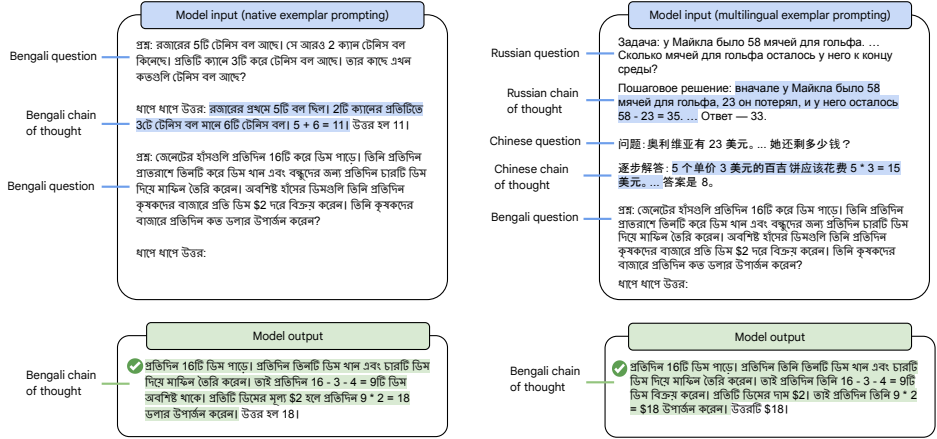 Model input (native exemplar prompting)
Bengali question
প্রশ্ন: রজারের 5টি টেনিস বল আছে। সে আরও 2 ক্যান টেনিস বল
কিনেছে। প্রতিটি ক্যানে 3টি করে টেনিস বল আছে। তার কাছে এখন
কতগুলি টেনিস বল আছে?
Bengali chain
of thought
ধাপে ধাপে উত্তর: রজারের প্রথমে 5টি বল ছিল। 2টি ক্যানের প্রতিটিতে
3টে টেনিস বল মানে 6টি টেনিস বল। 5 + 6 = 11। উত্তর হল 11।
Bengali question
প্রশ্ন: জেনেটের হাঁসগুলি প্রতিদিন 16টি করে ডিম পাড়ে। তিনি প্রতিদিন
প্রাতরাশে তিনটি করে ডিম খান এবং বন্ধুদের জন্য প্রতিদিন চারটি ডিম
দিয়ে মাফিন তৈরি করেন। অবশিষ্ট হাঁসের ডিমগুলি তিনি প্রতিদিন
কৃষকদের বাজারে প্রতি ডিম $2 দরে বিক্রয় করেন। তিনি কৃষকদের
বাজারে প্রতিদিন কত ডলার উপার্জন করেন?
ধাপে ধাপে উত্তর:
Model output
Bengali chain
of thought
প্রতিদিন 16টি ডিম পাড়ে। প্রতিদিন তিনটি ডিম খান এবং চারটি ডিম
দিয়ে মাফিন তৈরি করেন। তাই প্রতিদিন 16 - 3 - 4 = 9টি ডিম
অবশিষ্ট থাকে। প্রতিটি ডিমের মূল্য $2 হলে প্রতিদিন 9 * 2 = 18
ডলার উপার্জন করেন। উত্তর হল 18।
Model input (multilingual exemplar prompting)
Russian question
Задача: у Майкла было 58 мячей для гольфа. …
Сколько мячей для гольфа осталось у него к концу
среды?
Russian chain
of thought
Пошаговое решение: вначале у Майкла было 58
мячей для гольфа, 23 он потерял, и у него осталось
58 - 23 = 35. … Ответ — 33.
Chinese question
问题: 奥利维亚有 23 美元。... 她还剩多少钱？
Chinese chain
of thought
逐步解答: 5 个单价 3 美元的百吉饼应该花费 5 * 3 = 15
美元。... 答案是 8。
Bengali question
প্রশ্ন: জেনেটের হাঁসগুলি প্রতিদিন 16টি করে ডিম পাড়ে। তিনি প্রতিদিন
প্রাতরাশে তিনটি করে ডিম খান এবং বন্ধুদের জন্য প্রতিদিন চারটি ডিম
দিয়ে মাফিন তৈরি করেন। অবশিষ্ট হাঁসের ডিমগুলি তিনি প্রতিদিন
কৃষকদের বাজারে প্রতি ডিম $2 দরে বিক্রয় করেন। তিনি কৃষকদের
বাজারে প্রতিদিন কত ডলার উপার্জন করেন?
ধাপে ধাপে উত্তর:
Model output
Bengali chain
of thought
প্রতিদিন 16টি ডিম পাড়ে। প্রতিদিন তিনি তিনটি ডিম খান এবং চারটি
ডিম দিয়ে মাফিন তৈরি করেন। তাই প্রতিদিন তিনি 16 - 3 - 4 = 9টি
ডিম বিক্রয় করেন। প্রতিটি ডিমের দাম $2। তাই প্রতিদিন তিনি 9 * 2
= $18 উপার্জন করেন। উত্তরটি $18।